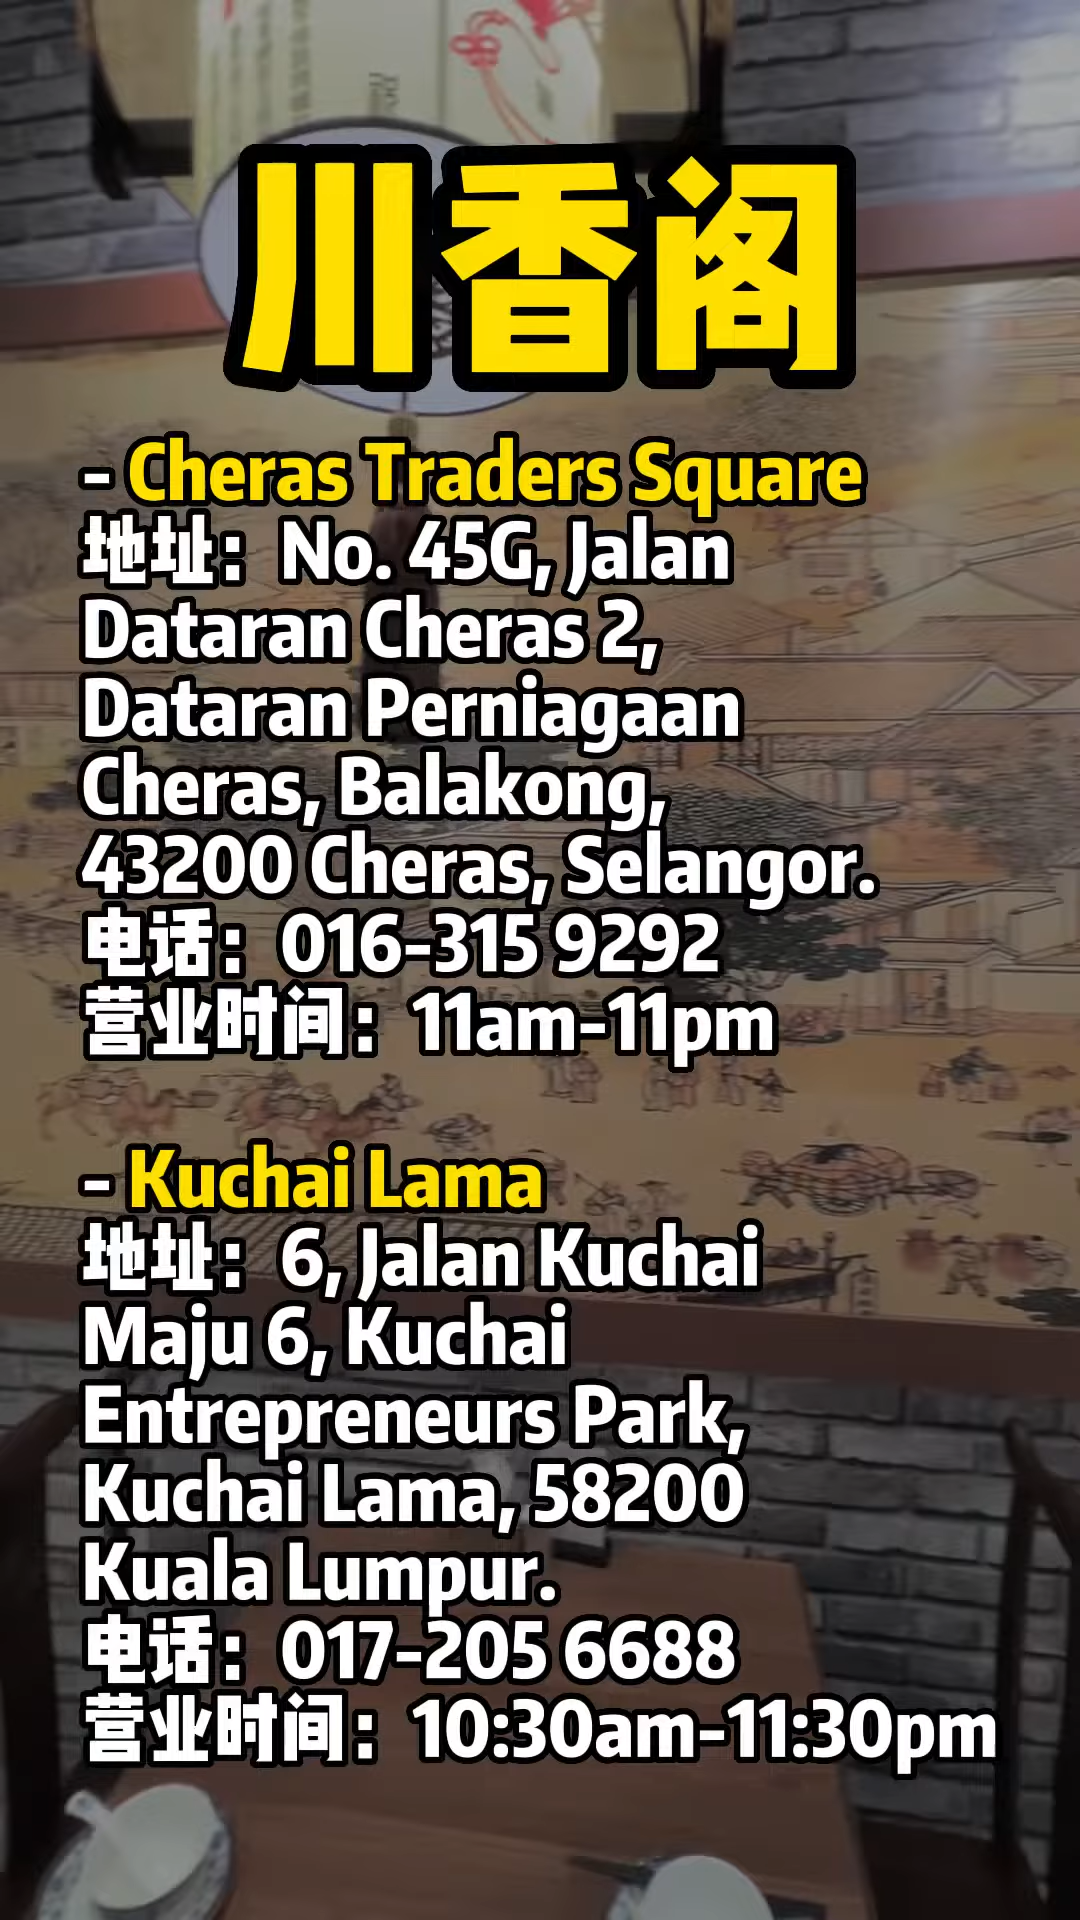 川香阁
- Cheras Traders Square
地址：No. 45G, Jalan
Dataran Cheras 2,
Dataran Perniagaan
Cheras, Balakong,
43200 Cheras, Selangor.
电话：016-315 9292
营业时间：11am-11pm
- Kuchai Lama
地址：6, Jalan Kuchai
Maju 6, Kuchai
Entrepreneurs Park,
Kuchai Lama, 58200
Kuala Lumpur.
电话：017-205 6688
营业时间：10:30am-11:30pm